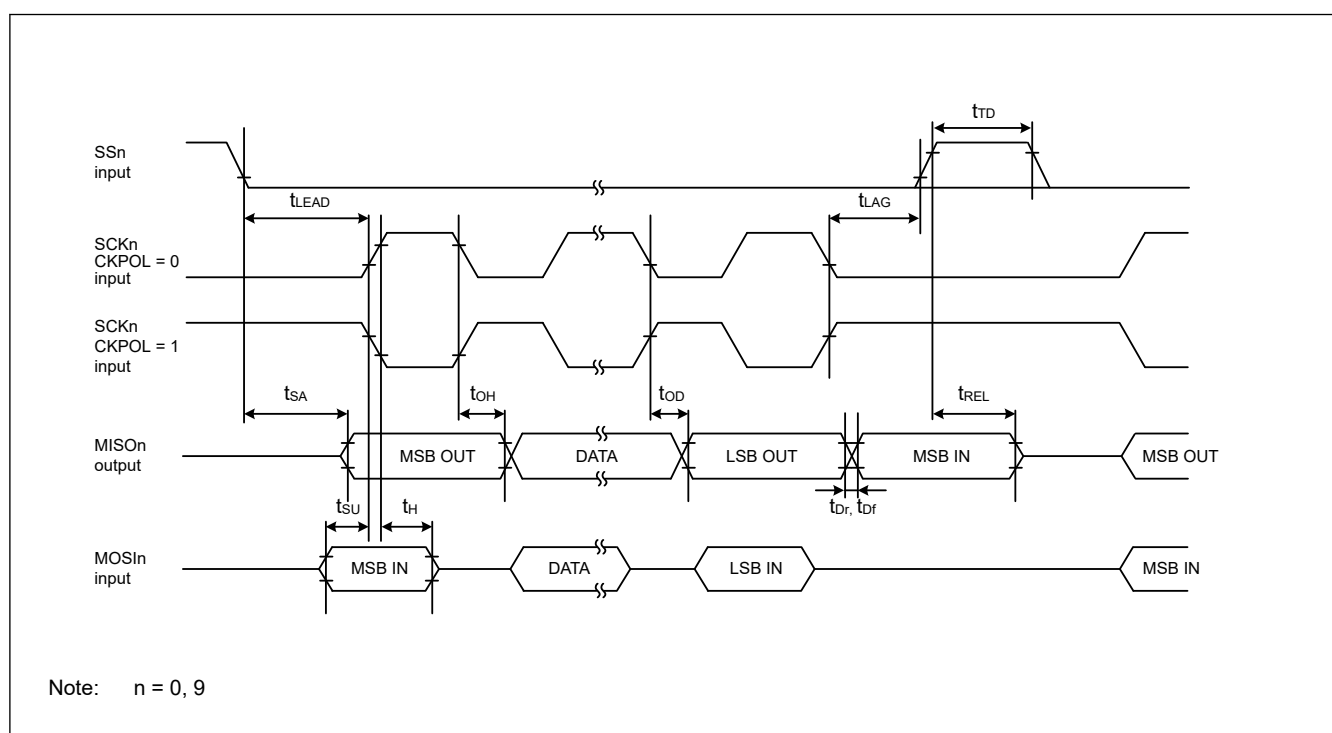 tTD
SSn
input
tLEAD
tLAG
SCKn
CKPOL = 0
input
SCKn
CKPOL = 1
input
tSA
tOH
tOD
tREL
MISOn
output
MSB OUT
DATA
LSB OUT
MSB IN
MSB OUT
tSU
tH
tDr, tDf
MOSIn
input
MSB IN
DATA
LSB IN
MSB IN
Note: n = 0, 9